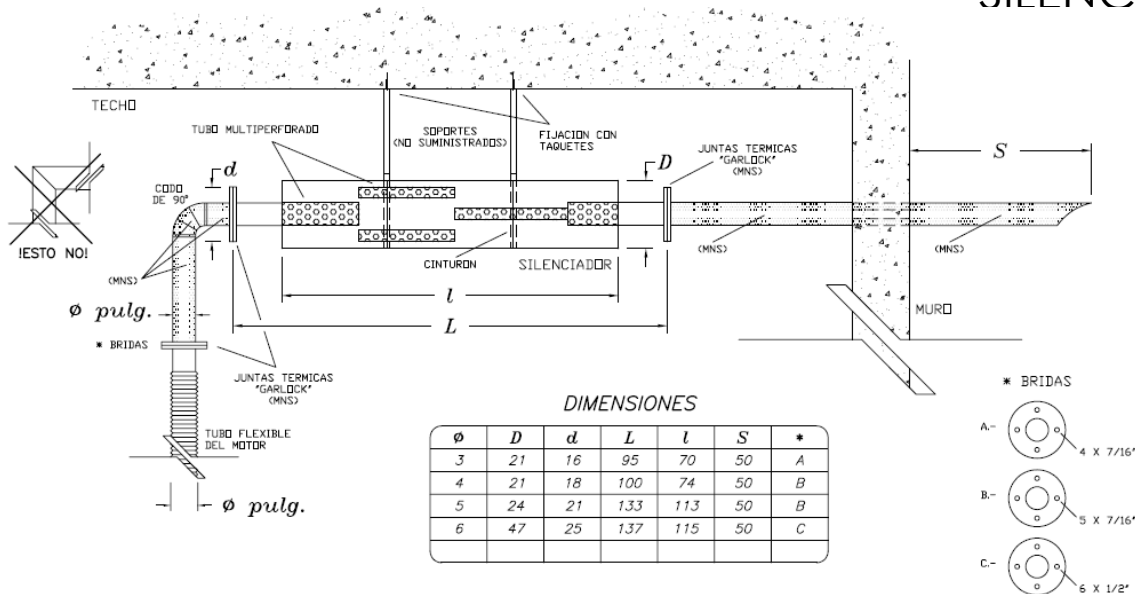 SILENC
TECHO
TUBO MULTIPERFORADO
SOPORTES
(NO SUMINISTRADOS)
FIJACION CON
TAQUETES
JUNTAS TERMICAS
"GARLOCK"
(MNS)
S
D
d
CODO
DE 90°
!ESTO NO!
(MNS)
CINTURON
SILENCIADOR
(MNS)
(MNS)
l
L
MURO
ø pulg.
* BRIDAS
JUNTAS TERMICAS
"GARLOCK"
(MNS)
TUBO FLEXIBLE
DEL MOTOR
ø pulg.
DIMENSIONES
ø D d L l S *
3 21 16 95 70 50 A
4 21 18 100 74 50 B
5 24 21 133 113 50 B
6 47 25 137 115 50 C
* BRIDAS
A.- 4 X 7/16"
B.- 5 X 7/16"
C.- 6 X 1/2"